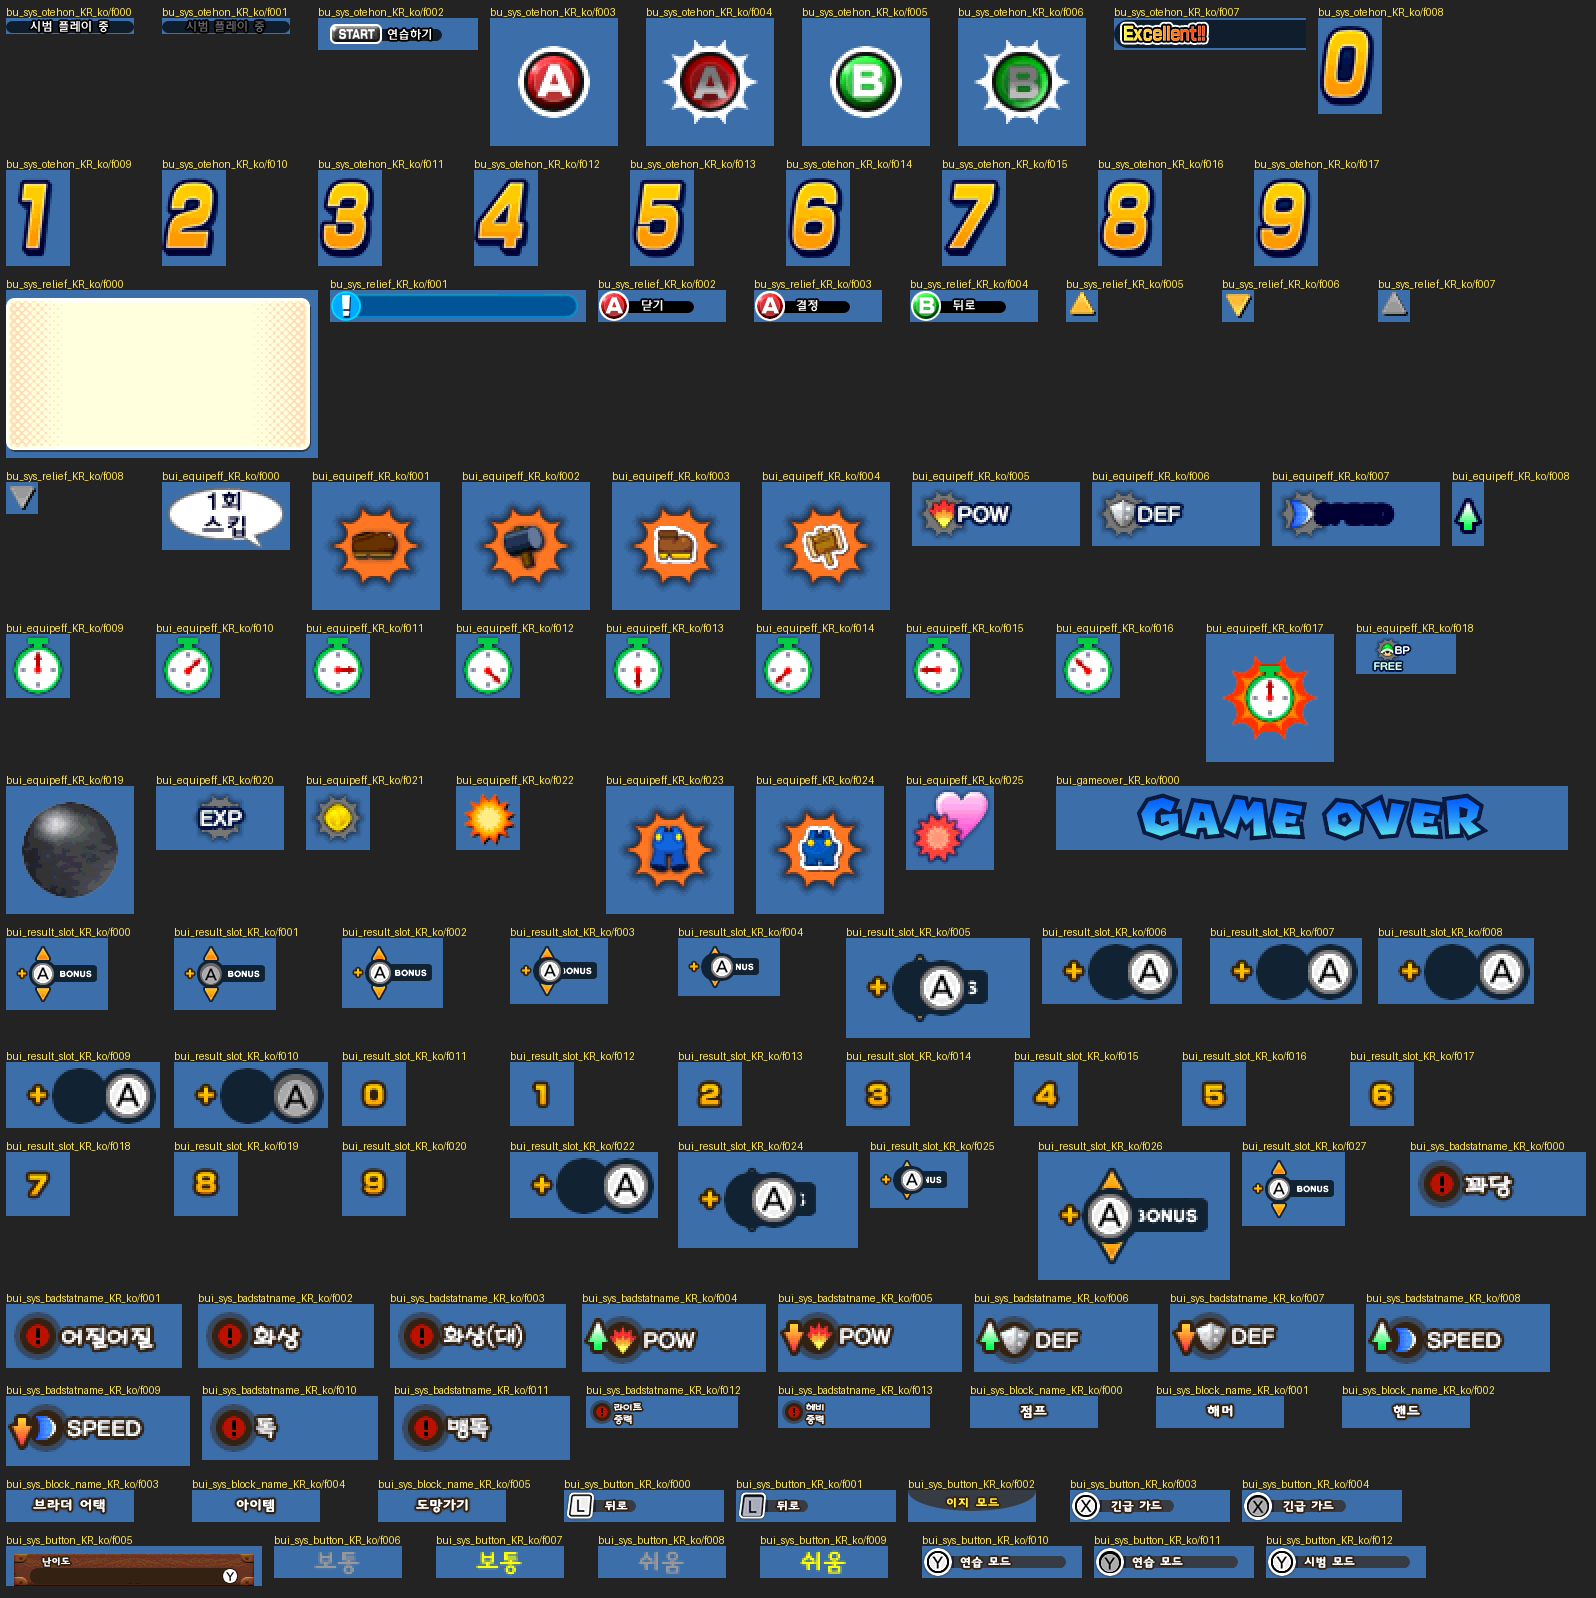 bu_sys_otehon_KR_ko/f000 bu_sys_otehon_KR_ko/f001 bu_sys_otehon_KR_ko/f002 bu_sys_otehon_KR_ko/f003 bu_sys_otehon_KR_ko/f004 bu_sys_otehon_KR_ko/f005 bu_sys_otehon_KR_ko/f006 bu_sys_otehon_KR_ko/f007 bu_sys_otehon_KR_ko/f008
시범 플레이 중 시범 플레이 중 START 연습하기 A A B B Excellent!! 0
bu_sys_otehon_KR_ko/f009 bu_sys_otehon_KR_ko/f010 bu_sys_otehon_KR_ko/f011 bu_sys_otehon_KR_ko/f012 bu_sys_otehon_KR_ko/f013 bu_sys_otehon_KR_ko/f014 bu_sys_otehon_KR_ko/f015 bu_sys_otehon_KR_ko/f016 bu_sys_otehon_KR_ko/f017
1 2 3 4 5 6 7 8 9
bu_sys_relief_KR_ko/f000 bu_sys_relief_KR_ko/f001 bu_sys_relief_KR_ko/f002 bu_sys_relief_KR_ko/f003 bu_sys_relief_KR_ko/f004 bu_sys_relief_KR_ko/f005 bu_sys_relief_KR_ko/f006 bu_sys_relief_KR_ko/f007
! A 닫기 A 결정 B 뒤로
bu_sys_relief_KR_ko/f008 bui_equipeff_KR_ko/f000 bui_equipeff_KR_ko/f001 bui_equipeff_KR_ko/f002 bui_equipeff_KR_ko/f003 bui_equipeff_KR_ko/f004 bui_equipeff_KR_ko/f005 bui_equipeff_KR_ko/f006 bui_equipeff_KR_ko/f007 bui_equipeff_KR_ko/f008
1회
스킵
POW DEF SPEED
bui_equipeff_KR_ko/f009 bui_equipeff_KR_ko/f010 bui_equipeff_KR_ko/f011 bui_equipeff_KR_ko/f012 bui_equipeff_KR_ko/f013 bui_equipeff_KR_ko/f014 bui_equipeff_KR_ko/f015 bui_equipeff_KR_ko/f016 bui_equipeff_KR_ko/f017 bui_equipeff_KR_ko/f018
BP
FREE
bui_equipeff_KR_ko/f019 bui_equipeff_KR_ko/f020 bui_equipeff_KR_ko/f021 bui_equipeff_KR_ko/f022 bui_equipeff_KR_ko/f023 bui_equipeff_KR_ko/f024 bui_equipeff_KR_ko/f025 bui_gameover_KR_ko/f000
EXP GAME OVER
bui_result_slot_KR_ko/f000 bui_result_slot_KR_ko/f001 bui_result_slot_KR_ko/f002 bui_result_slot_KR_ko/f003 bui_result_slot_KR_ko/f004 bui_result_slot_KR_ko/f005 bui_result_slot_KR_ko/f006 bui_result_slot_KR_ko/f007 bui_result_slot_KR_ko/f008
+ A BONUS + A BONUS + A BONUS + A ONUS + A NUS + A S + A + A + A
bui_result_slot_KR_ko/f009 bui_result_slot_KR_ko/f010 bui_result_slot_KR_ko/f011 bui_result_slot_KR_ko/f012 bui_result_slot_KR_ko/f013 bui_result_slot_KR_ko/f014 bui_result_slot_KR_ko/f015 bui_result_slot_KR_ko/f016 bui_result_slot_KR_ko/f017
+ A + A 0 1 2 3 4 5 6
bui_result_slot_KR_ko/f018 bui_result_slot_KR_ko/f019 bui_result_slot_KR_ko/f020 bui_result_slot_KR_ko/f022 bui_result_slot_KR_ko/f024 bui_result_slot_KR_ko/f025 bui_result_slot_KR_ko/f026 bui_result_slot_KR_ko/f027 bui_sys_badstatname_KR_ko/f000
7 8 9 + A + A + A NUS + A BONUS + A BONUS ! 꽈당
bui_sys_badstatname_KR_ko/f001 bui_sys_badstatname_KR_ko/f002 bui_sys_badstatname_KR_ko/f003 bui_sys_badstatname_KR_ko/f004 bui_sys_badstatname_KR_ko/f005 bui_sys_badstatname_KR_ko/f006 bui_sys_badstatname_KR_ko/f007 bui_sys_badstatname_KR_ko/f008
! 어질어질 ! 화상 ! 화상(대) POW POW DEF DEF SPEED
bui_sys_badstatname_KR_ko/f009 bui_sys_badstatname_KR_ko/f010 bui_sys_badstatname_KR_ko/f011 bui_sys_badstatname_KR_ko/f012 bui_sys_badstatname_KR_ko/f013 bui_sys_block_name_KR_ko/f000 bui_sys_block_name_KR_ko/f001 bui_sys_block_name_KR_ko/f002
SPEED ! 독 ! 맹독 ! 라이트 중력 ! 헤비 중력 점프 해머 핸드
bui_sys_block_name_KR_ko/f003 bui_sys_block_name_KR_ko/f004 bui_sys_block_name_KR_ko/f005 bui_sys_button_KR_ko/f000 bui_sys_button_KR_ko/f001 bui_sys_button_KR_ko/f002 bui_sys_button_KR_ko/f003 bui_sys_button_KR_ko/f004
브라더 어택 아이템 도망가기 L 뒤로 L 뒤로 이지 모드 X 긴급 가드 X 긴급 가드
bui_sys_button_KR_ko/f005 bui_sys_button_KR_ko/f006 bui_sys_button_KR_ko/f007 bui_sys_button_KR_ko/f008 bui_sys_button_KR_ko/f009 bui_sys_button_KR_ko/f010 bui_sys_button_KR_ko/f011 bui_sys_button_KR_ko/f012
난이도 Y 보통 보통 쉬움 쉬움 Y 연습 모드 Y 연습 모드 Y 시범 모드